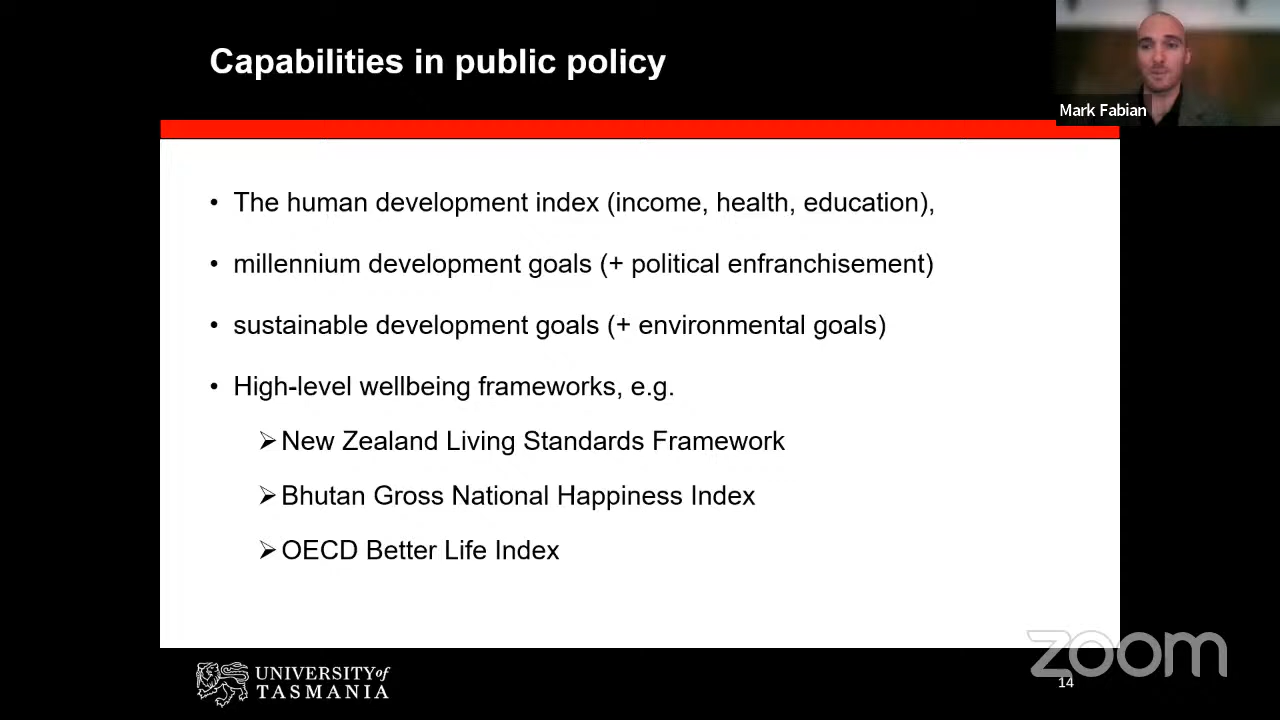 Capabilities in public policy
Mark Fabian
• The human development index (income, health, education),
• millennium development goals (+ political enfranchisement)
• sustainable development goals (+ environmental goals)
• High-level wellbeing frameworks, e.g.
➢ New Zealand Living Standards Framework
➢ Bhutan Gross National Happiness Index
➢ OECD Better Life Index
UNIVERSITY of
TASMANIA
zoom
14